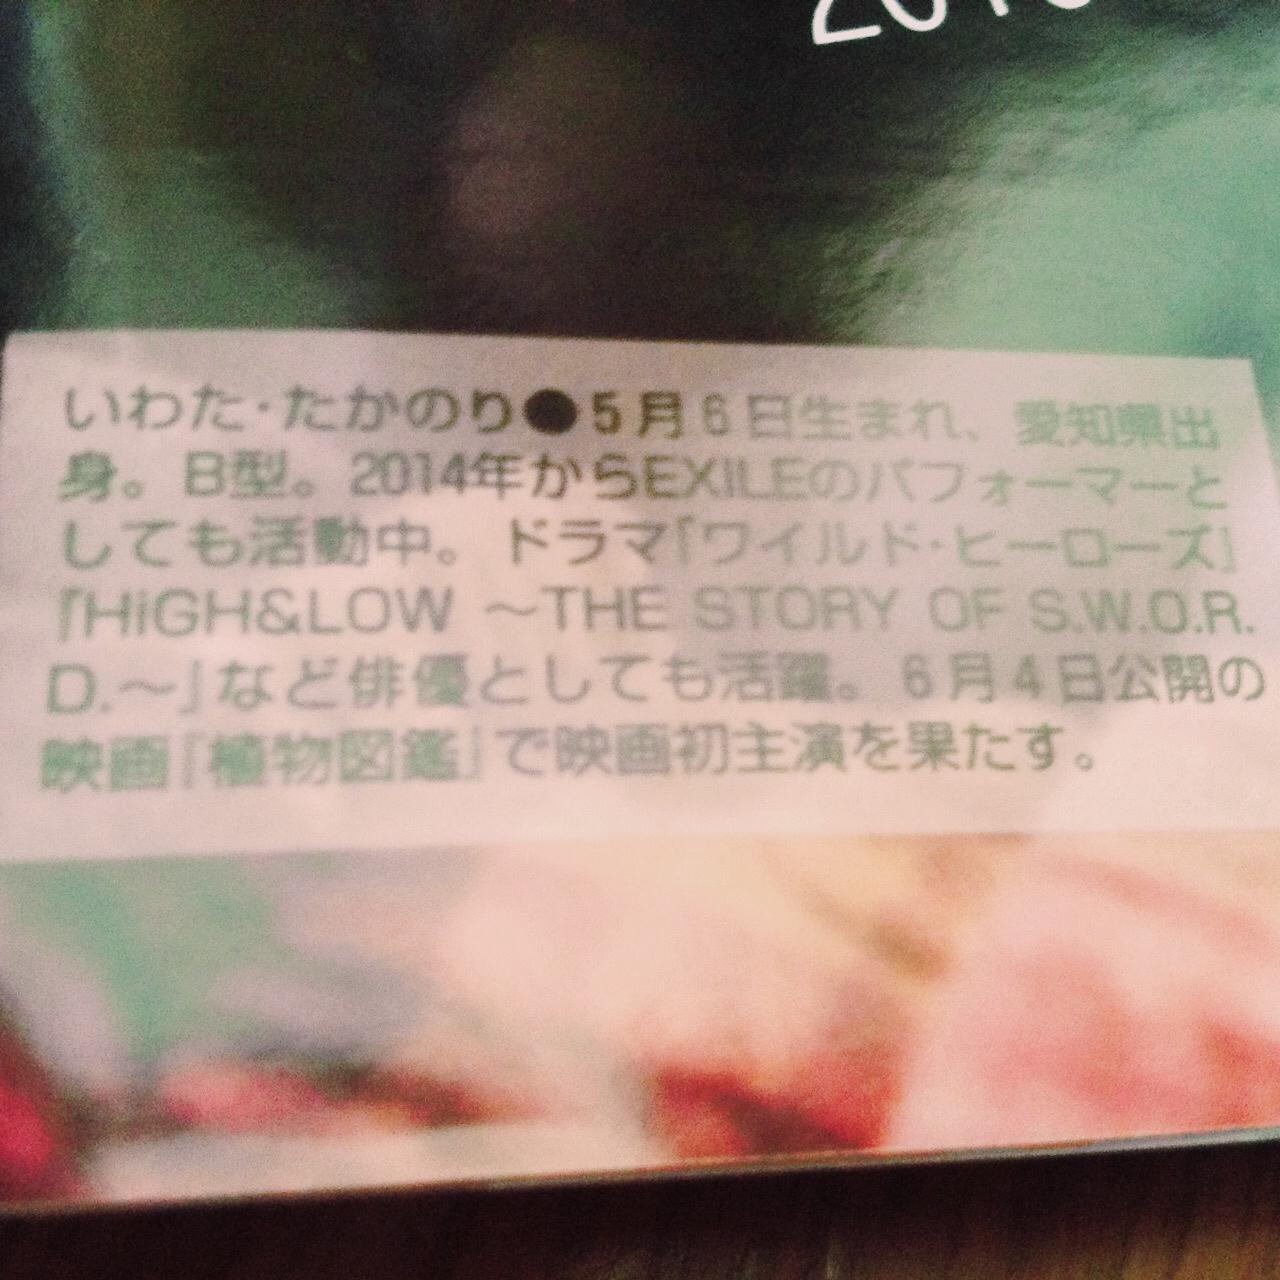 いわた・たかのり●5月6日生まれ、愛知県出
身。B型。2014年からEXILEのパフォーマーと
しても活動中。ドラマ「ワイルド・ヒーローズ」
『HiGH&LOW ～THE STORY OF S.W.O.R.
D.～』など俳優としても活躍。6月4日公開の
映画『植物図鑑』で映画初主演を果たす。